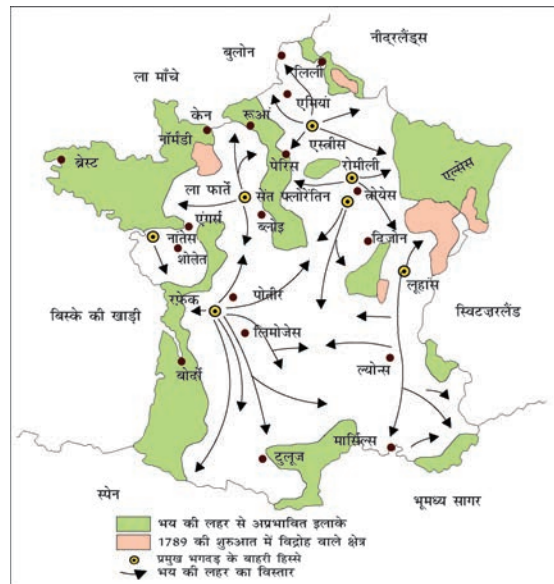 नीदरलैंड्स
बुलोन
लिली
ला माँचे
एमियां
केन
रूआं
नॉर्मंडी
एस्ट्रीस
पेरिस
रोमीली
ब्रेस्ट
एल्सेस
ला फार्ते
सेंत फ्लोरेंतिन
त्रोयेस
एंगर्स
ब्लॉइ
नांतेस
दिज़ॉन
शोलेत
लूहांस
रफ़ेक
पोतीर
बिस्के की खाड़ी
स्विटज़रलैंड
लिमोजेस
बोर्दो
ल्योन्स
मार्सिल्स
टुलूज
स्पेन
भूमध्य सागर
भय की लहर से अप्रभावित इलाके
1789 की शुरुआत में विद्रोह वाले क्षेत्र
प्रमुख भगदड़ के बाहरी हिस्से
भय की लहर का विस्तार